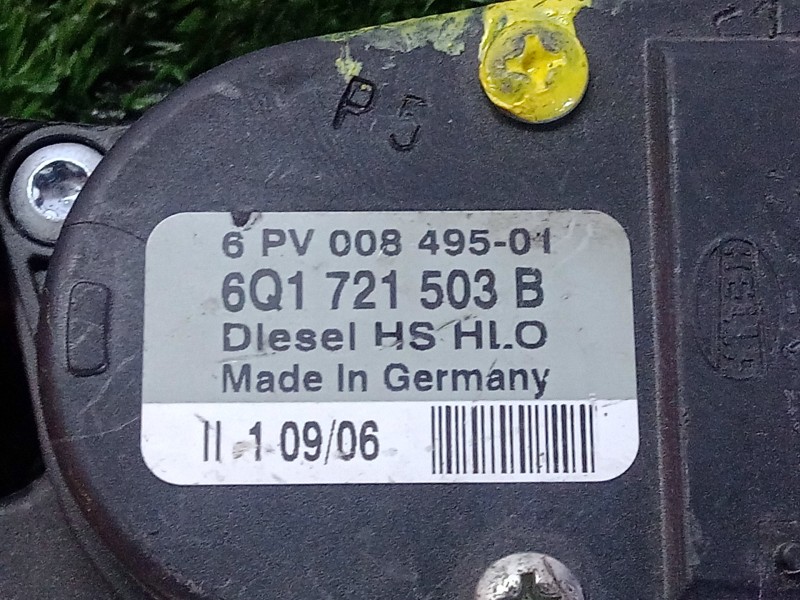 P5
6 PV 008 495-01
6Q1 721 503 B
Diesel HS HLO
Made In Germany
II 1 09/06
HELLA